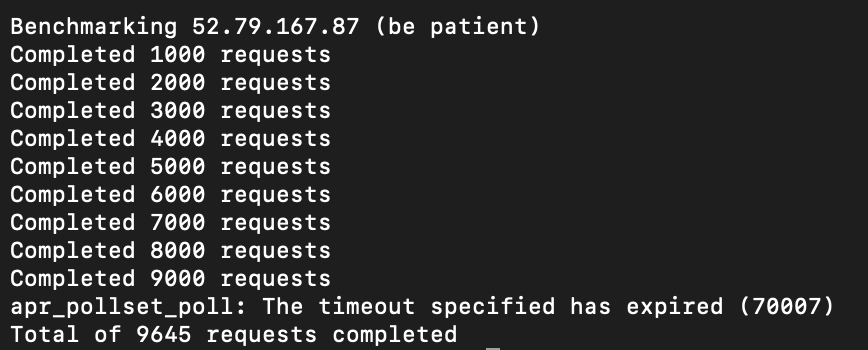 Benchmarking 52.79.167.87 (be patient)
Completed 1000 requests
Completed 2000 requests
Completed 3000 requests
Completed 4000 requests
Completed 5000 requests
Completed 6000 requests
Completed 7000 requests
Completed 8000 requests
Completed 9000 requests
apr_pollset_poll: The timeout specified has expired (70007)
Total of 9645 requests completed